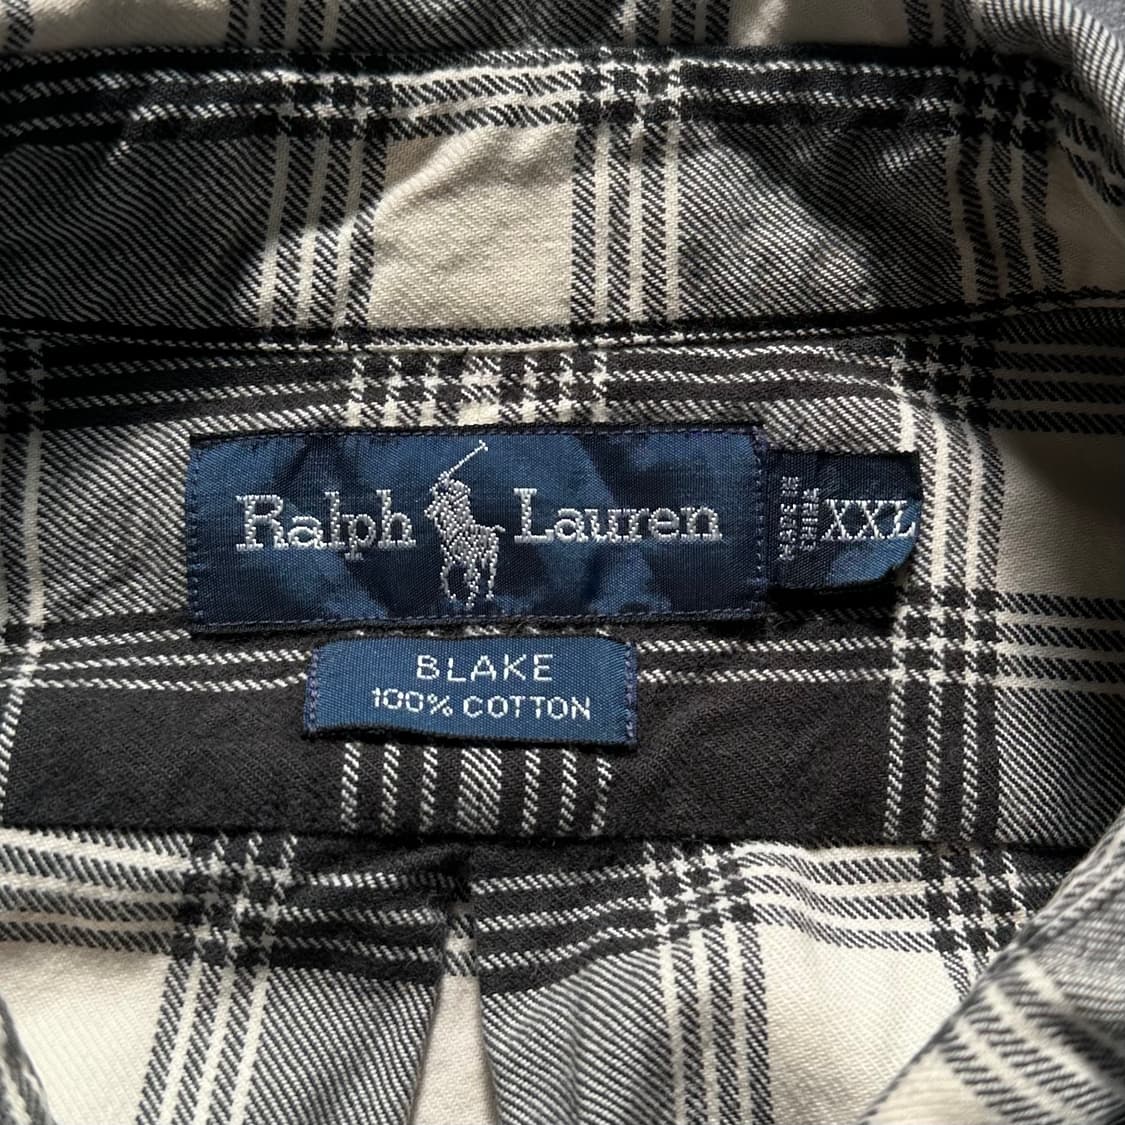 Ralph Lauren
MADE IN
CHINA
XXL
BLAKE
100% COTTON